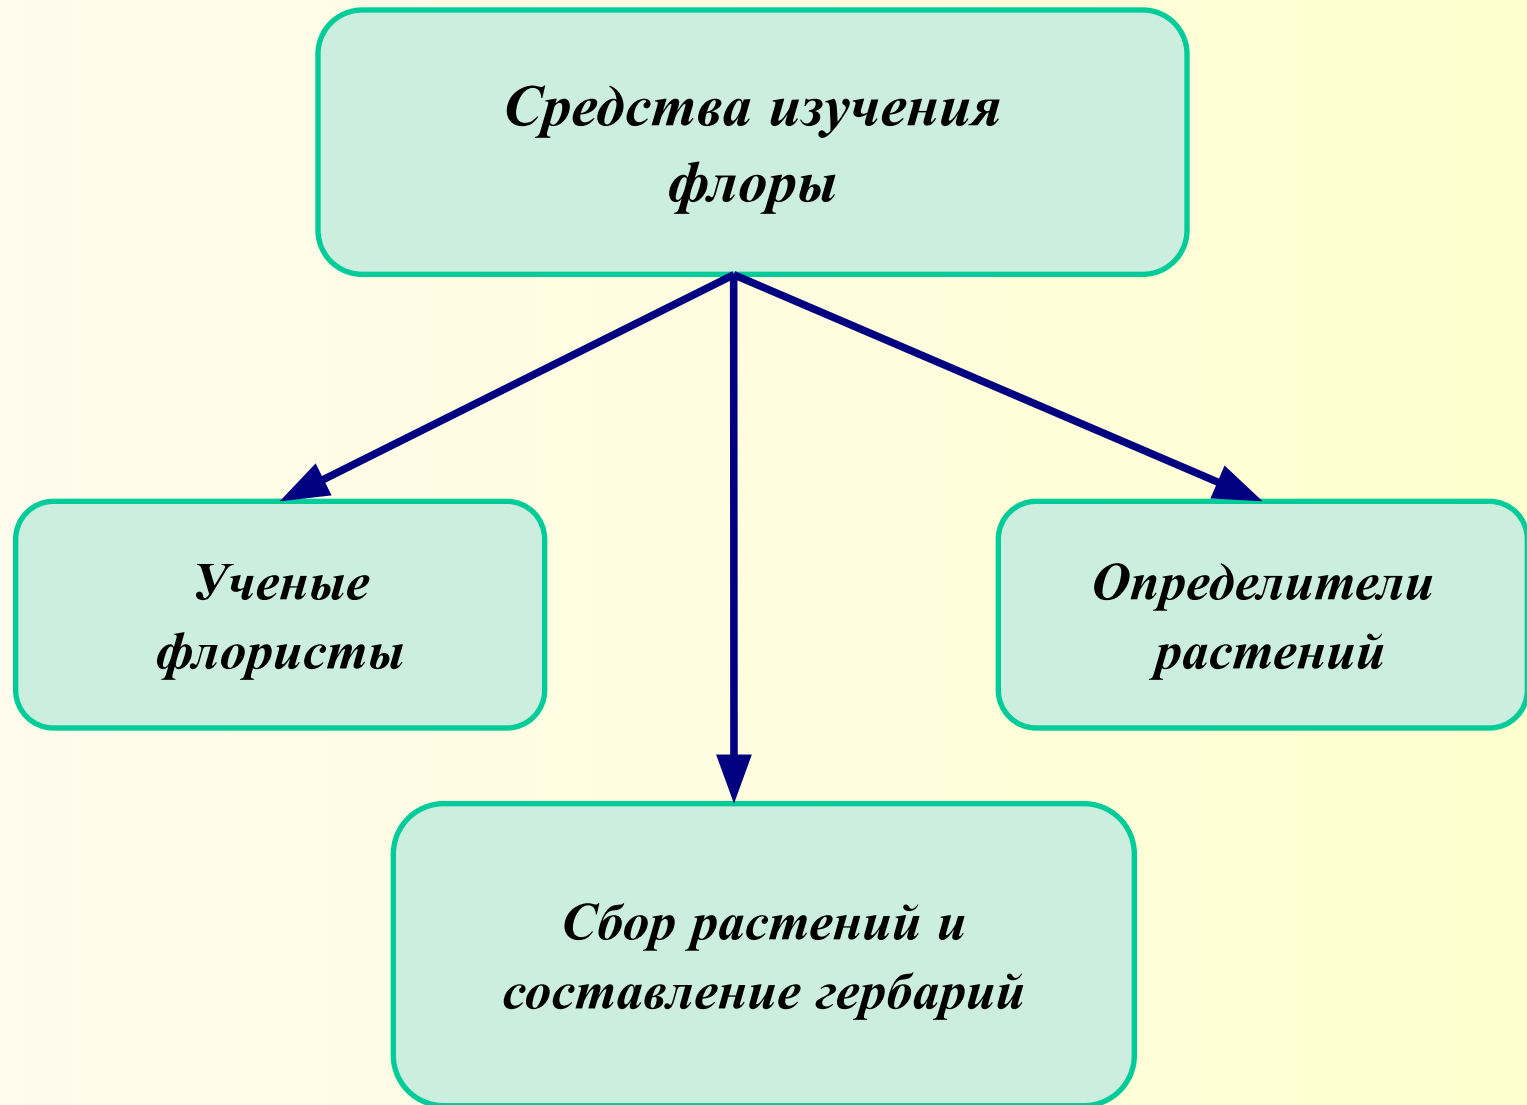 Средства изучения
флоры
Ученые
флористы
Определители
растений
Сбор растений и
составление гербарий